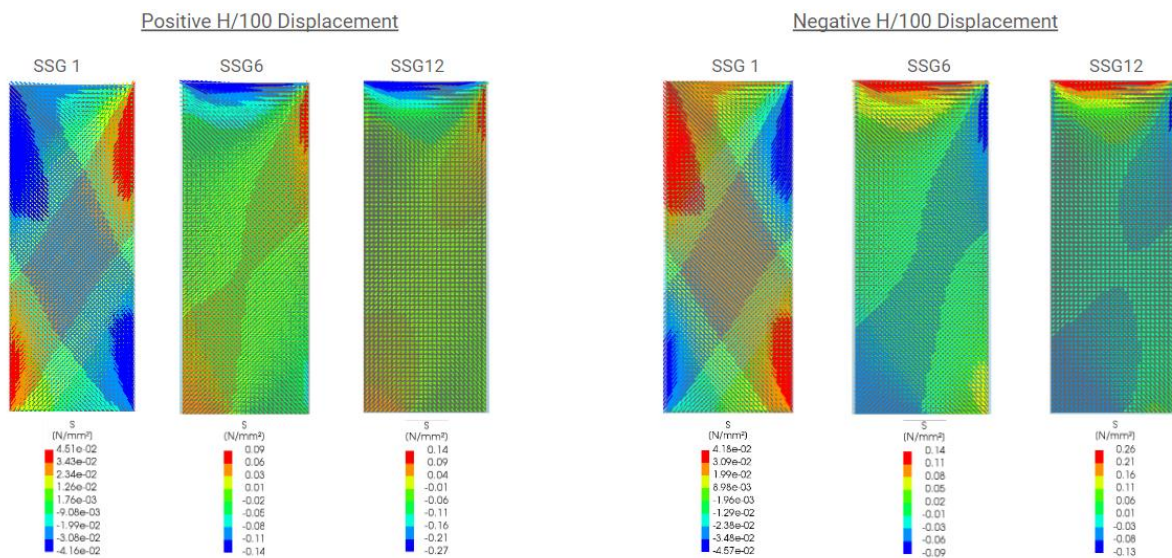 Positive H/100 Displacement
SSG 1
SSG6
SSG12
S
(N/mm²)
4.51e-02
3.43e-02
2.34e-02
1.26e-02
1.76e-03
-9.08e-03
-1.99e-02
-3.08e-02
-4.16e-02
S
(N/mm²)
0.09
0.06
0.03
0.01
-0.02
-0.05
-0.08
-0.11
-0.14
S
(N/mm²)
0.14
0.09
0.04
-0.01
-0.06
-0.11
-0.16
-0.21
-0.27
Negative H/100 Displacement
SSG 1
SSG6
SSG12
S
(N/mm²)
4.18e-02
3.09e-02
1.99e-02
8.98e-03
-1.96e-03
-1.29e-02
-2.38e-02
-3.48e-02
-4.57e-02
S
(N/mm²)
0.14
0.11
0.08
0.05
0.02
-0.01
-0.03
-0.06
-0.09
S
(N/mm²)
0.26
0.21
0.16
0.11
0.06
0.01
-0.03
-0.08
-0.13